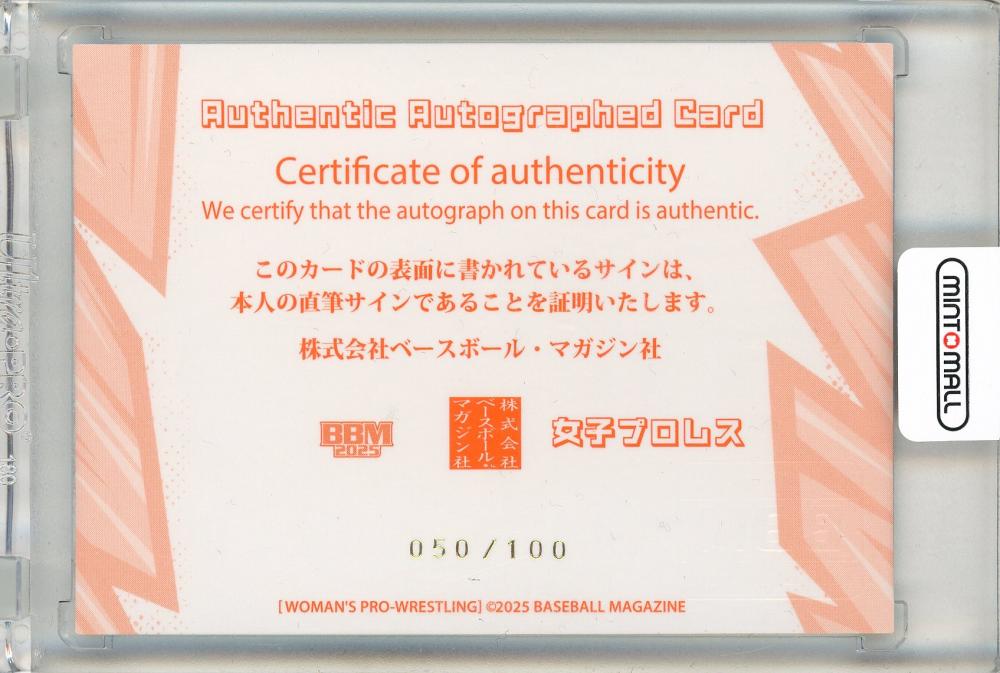 Authentic Autographed Card
Certificate of authenticity
We certify that the autograph on this card is authentic.
このカードの表面に書かれているサインは、
本人の直筆サインであることを証明いたします。
株式会社ベースボール・マガジン社
BBM
2025
株式会社
ベースボール
マガジン社
女子プロレス
050/100
[WOMAN'S PRO-WRESTLING] ©2025 BASEBALL MAGAZINE
MINT MALL
Ultra PRO